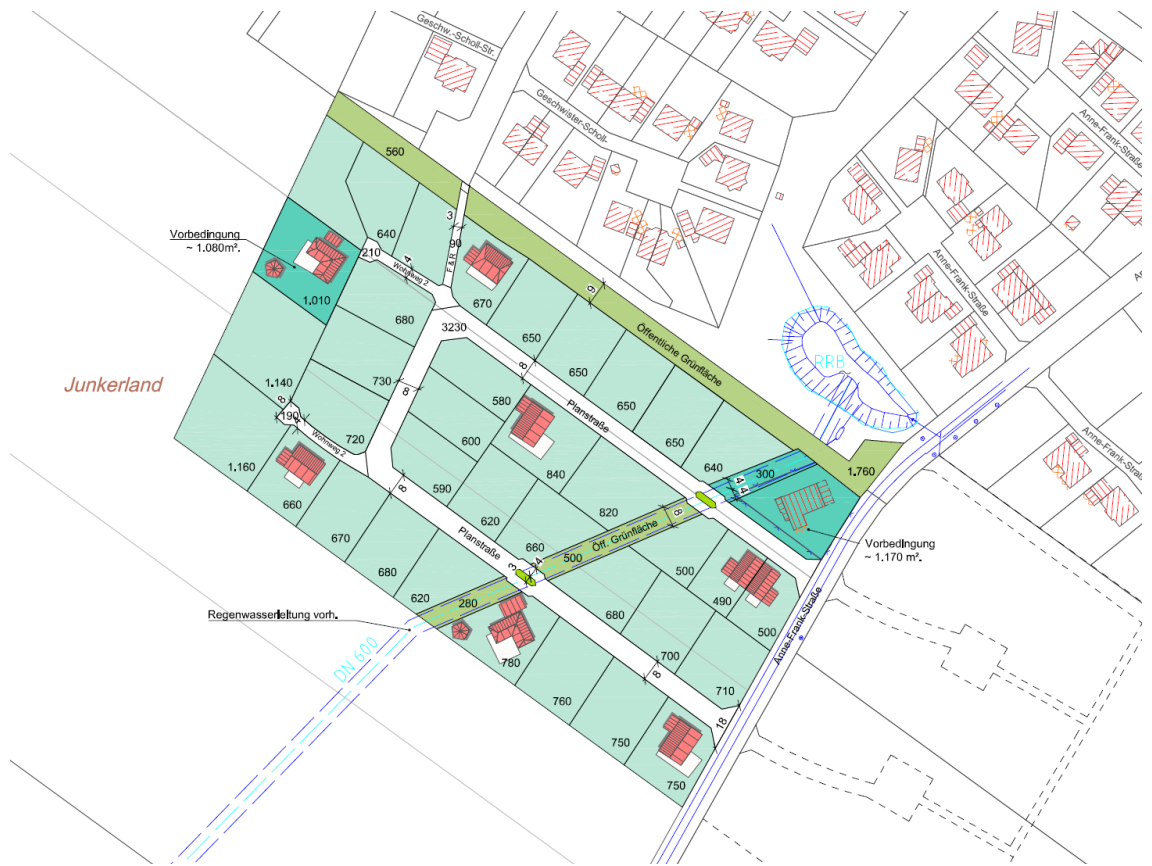 Geschw.-Scholl-Str.
Geschwister-Scholl-
Anne-Frank-Straße
560
Vorbedingung
~ 1.080m².
640
210
4
Wohnweg 2
3
90
F & R
670
6
Öffentliche Grünfläche
Anne-Frank-Straße
RRB
1.010
680
3230
650
8
650
Junkerland
730
8
580
Planstraße
650
650
1.140
8
190
4
Wohnweg 2
720
600
840
640
300
4
4
1.760
Anne-Frank-Straße
1.160
660
8
590
620
820
8
Öff. Grünfläche
Vorbedingung
~ 1.170 m².
670
Planstraße
660
500
3
4
500
490
680
620
280
680
500
Anne-Frank-Straße
Regenwasserleitung vorh.
DN 600
780
700
8
710
760
18
750
750